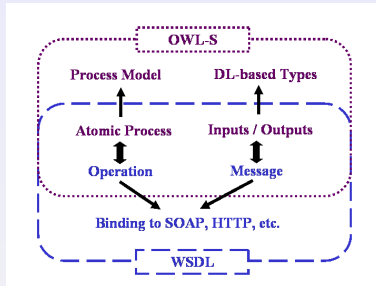 OWL-S
Process Model DL-based Types
Atomic Process Inputs / Outputs
Operation Message
Binding to SOAP, HTTP, etc.
WSDL